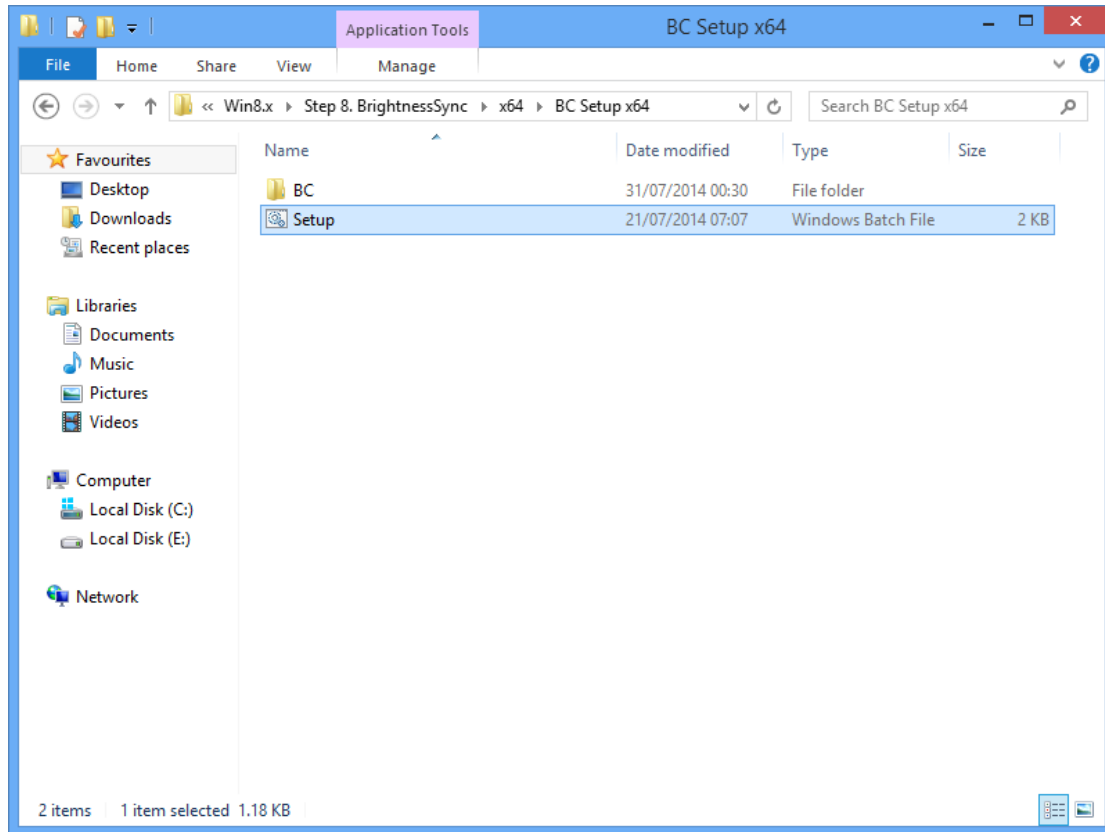 Application Tools
BC Setup x64
File Home Share View Manage
« Win8.x Step 8. BrightnessSync x64 BC Setup x64
Search BC Setup x64
Favourites
Desktop
Downloads
Recent places
Libraries
Documents
Music
Pictures
Videos
Computer
Local Disk (C:)
Local Disk (E:)
Network
Name Date modified Type Size
BC 31/07/2014 00:30 File folder
Setup 21/07/2014 07:07 Windows Batch File 2 KB
2 items 1 item selected 1.18 KB